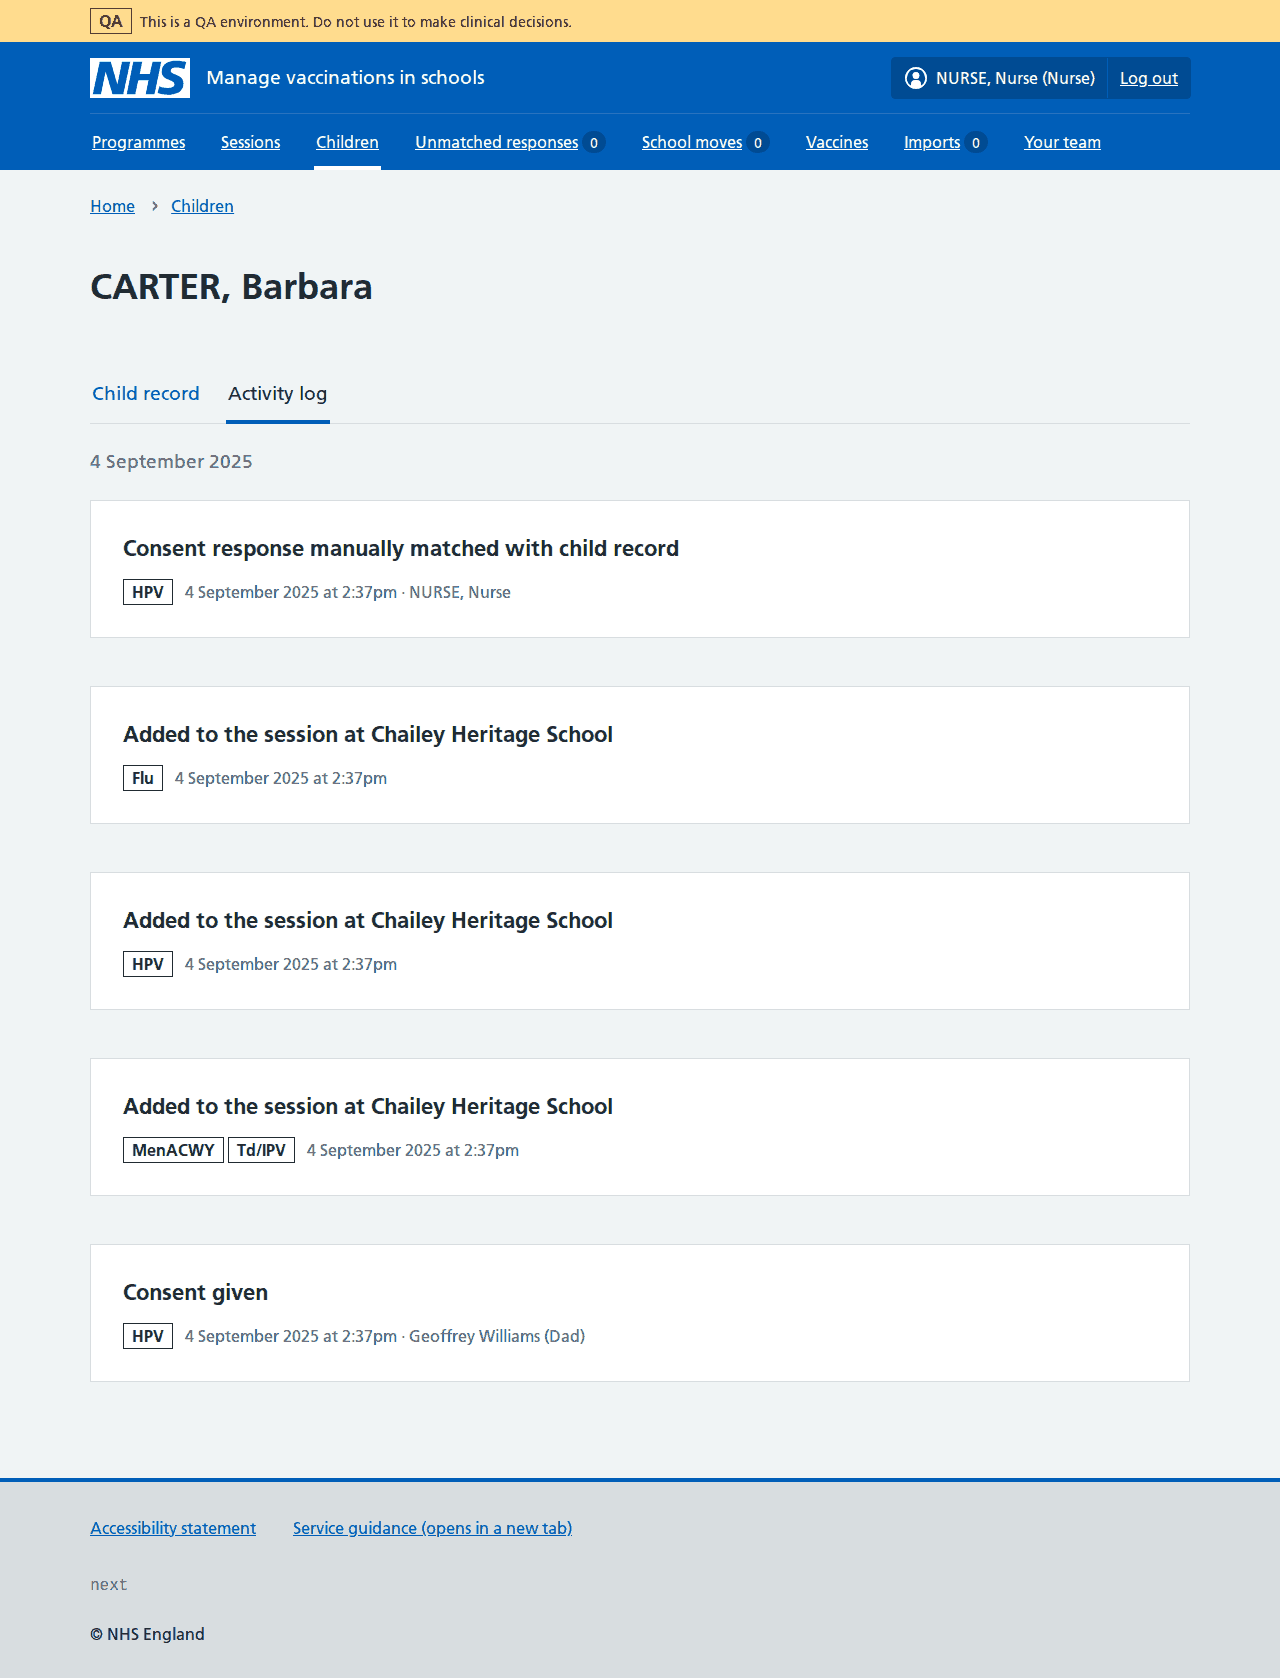 QA This is a QA environment. Do not use it to make clinical decisions.
NHS Manage vaccinations in schools NURSE, Nurse (Nurse) Log out
Programmes Sessions Children Unmatched responses 0 School moves 0 Vaccines Imports 0 Your team
Home › Children
CARTER, Barbara
Child record Activity log
4 September 2025
Consent response manually matched with child record
HPV 4 September 2025 at 2:37pm · NURSE, Nurse
Added to the session at Chailey Heritage School
Flu 4 September 2025 at 2:37pm
Added to the session at Chailey Heritage School
HPV 4 September 2025 at 2:37pm
Added to the session at Chailey Heritage School
MenACWY Td/IPV 4 September 2025 at 2:37pm
Consent given
HPV 4 September 2025 at 2:37pm · Geoffrey Williams (Dad)
Accessibility statement Service guidance (opens in a new tab)
next
© NHS England